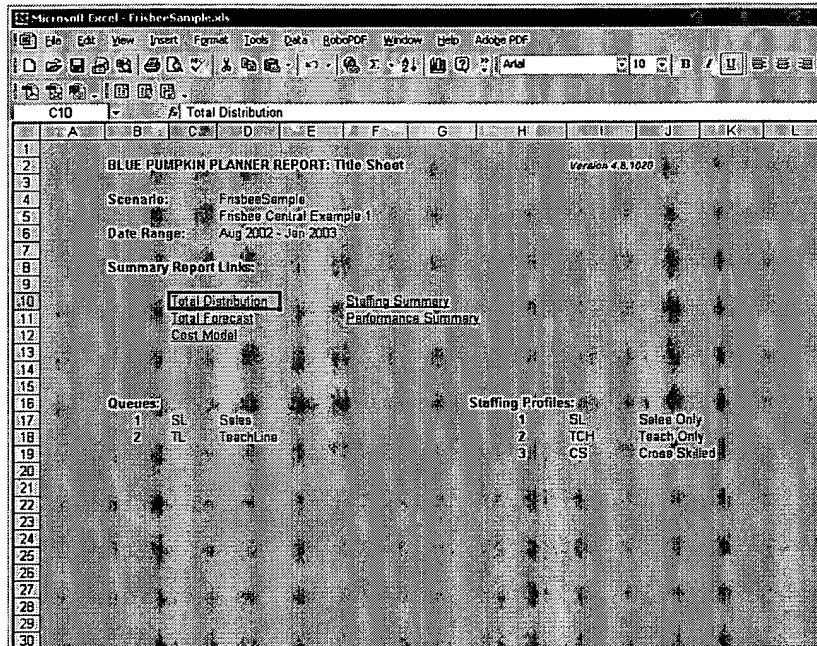 Microsoft Excel - FrisbeeSample.xls
File Edit View Insert Format Tools Data RoboPDF Window Help Adobe PDF
Arial 10 B I U
C10 fx Total Distribution
A B C D E F G H I J K L
1
2 BLUE PUMPKIN PLANNER REPORT: Title Sheet Version 4.8.1020
3
4 Scenario: FrisbeeSample
5 Frisbee Central Example 1
6 Date Range: Aug 2002 - Jan 2003
7
8 Summary Report Links:
9
10 Total Distribution Staffing Summary
11 Total Forecast Performance Summary
12 Cost Model
13
14
15
16 Queues: Staffing Profiles:
17 1 SL Sales 1 SL Sales Only
18 2 TL TeachLine 2 TCH Teach Only
19 3 CS Cross Skilled
20
21
22
23
24
25
26
27
28
29
30